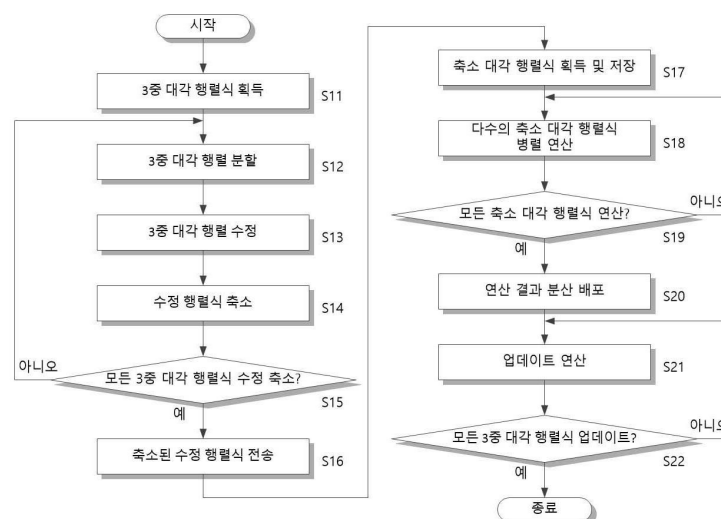 시작
3중 대각 행렬식 획득
S11
3중 대각 행렬 분할
S12
3중 대각 행렬 수정
S13
수정 행렬식 축소
S14
아니오
모든 3중 대각 행렬식 수정 축소?
S15
예
축소된 수정 행렬식 전송
S16
축소 대각 행렬식 획득 및 저장
S17
다수의 축소 대각 행렬식
병렬 연산
S18
모든 축소 대각 행렬식 연산?
아니오
S19
예
연산 결과 분산 배포
S20
업데이트 연산
S21
모든 3중 대각 행렬식 업데이트?
아니오
S22
예
종료